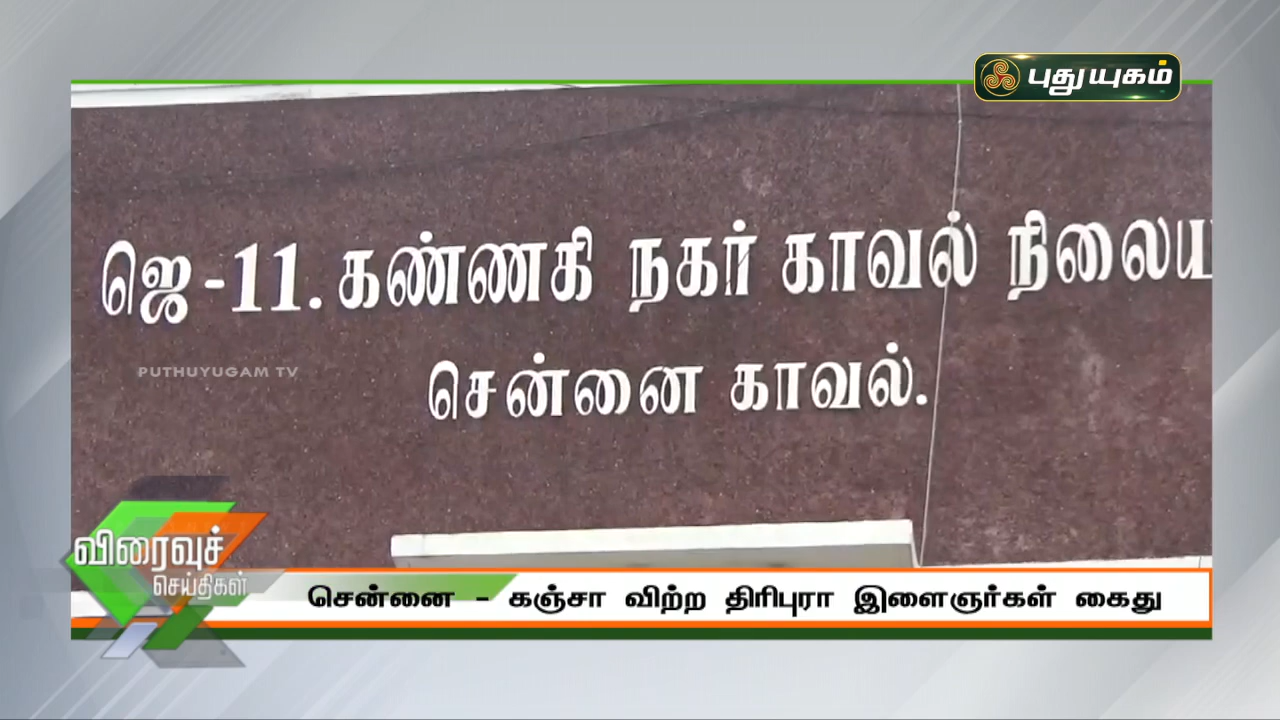 புதுயுகம்
ஜெ-11. கண்ணகி நகர் காவல் நிலைய
சென்னை காவல்.
PUTHUYUGAM TV
விரைவுச்
செய்திகள்
சென்னை - கஞ்சா விற்ற திரிபுரா இளைஞர்கள் கைது